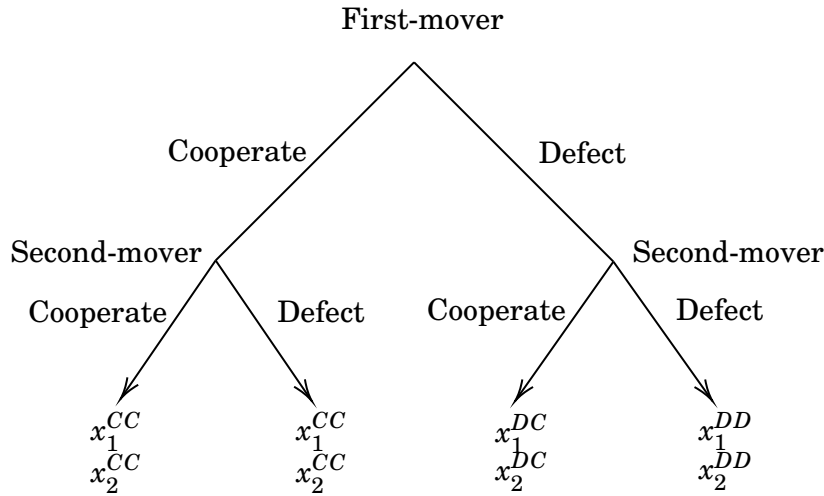 First-mover
Cooperate
Defect
Second-mover
Second-mover
Cooperate
Defect
Cooperate
Defect
x_1^{CC}
x_2^{CC}
x_1^{CC}
x_2^{CC}
x_1^{DC}
x_2^{DC}
x_1^{DD}
x_2^{DD}